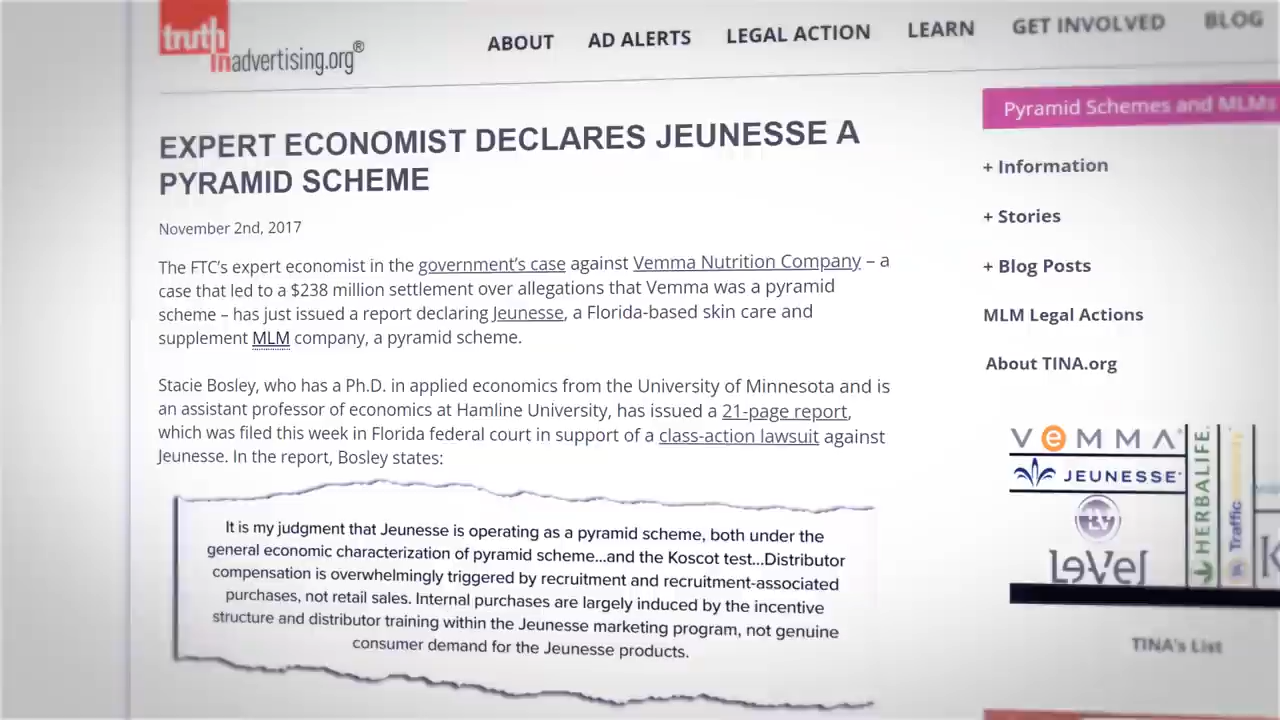 truth
inadvertising.org®
ABOUT
AD ALERTS
LEGAL ACTION
LEARN
GET INVOLVED
BLOG
EXPERT ECONOMIST DECLARES JEUNESSE A
PYRAMID SCHEME
November 2nd, 2017
The FTC's expert economist in the government's case against Vemma Nutrition Company – a
case that led to a $238 million settlement over allegations that Vemma was a pyramid
scheme – has just issued a report declaring Jeunesse, a Florida-based skin care and
supplement MLM company, a pyramid scheme.
Stacie Bosley, who has a Ph.D. in applied economics from the University of Minnesota and is
an assistant professor of economics at Hamline University, has issued a 21-page report,
which was filed this week in Florida federal court in support of a class-action lawsuit against
Jeunesse. In the report, Bosley states:
It is my judgment that Jeunesse is operating as a pyramid scheme, both under the
general economic characterization of pyramid scheme...and the Koscot test...Distributor
compensation is overwhelmingly triggered by recruitment and recruitment-associated
purchases, not retail sales. Internal purchases are largely induced by the incentive
structure and distributor training within the Jeunesse marketing program, not genuine
consumer demand for the Jeunesse products.
Pyramid Schemes and MLMs
+ Information
+ Stories
+ Blog Posts
MLM Legal Actions
About TINA.org
VEMMA
JEUNESSE
LeVel
HERBALIFE.
Traffic
TINA's List